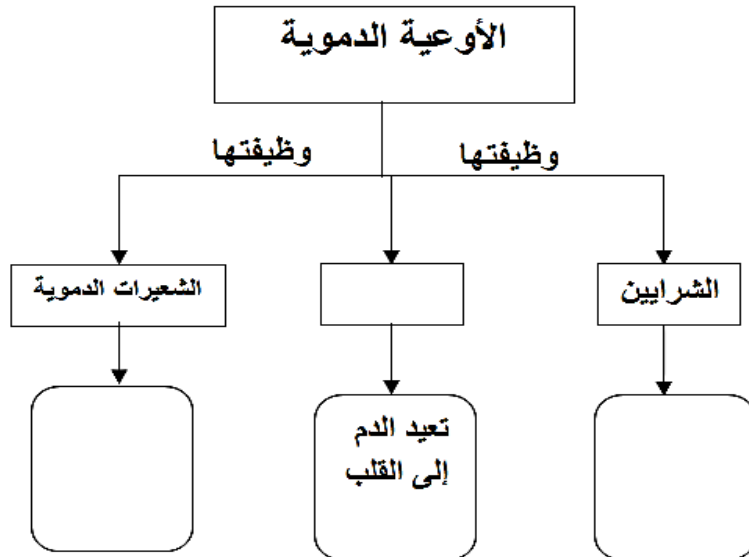 الأوعية الدموية
وظيفتها
وظيفتها
الشرايين
الشعيرات الدموية
تعيد الدم
إلى القلب